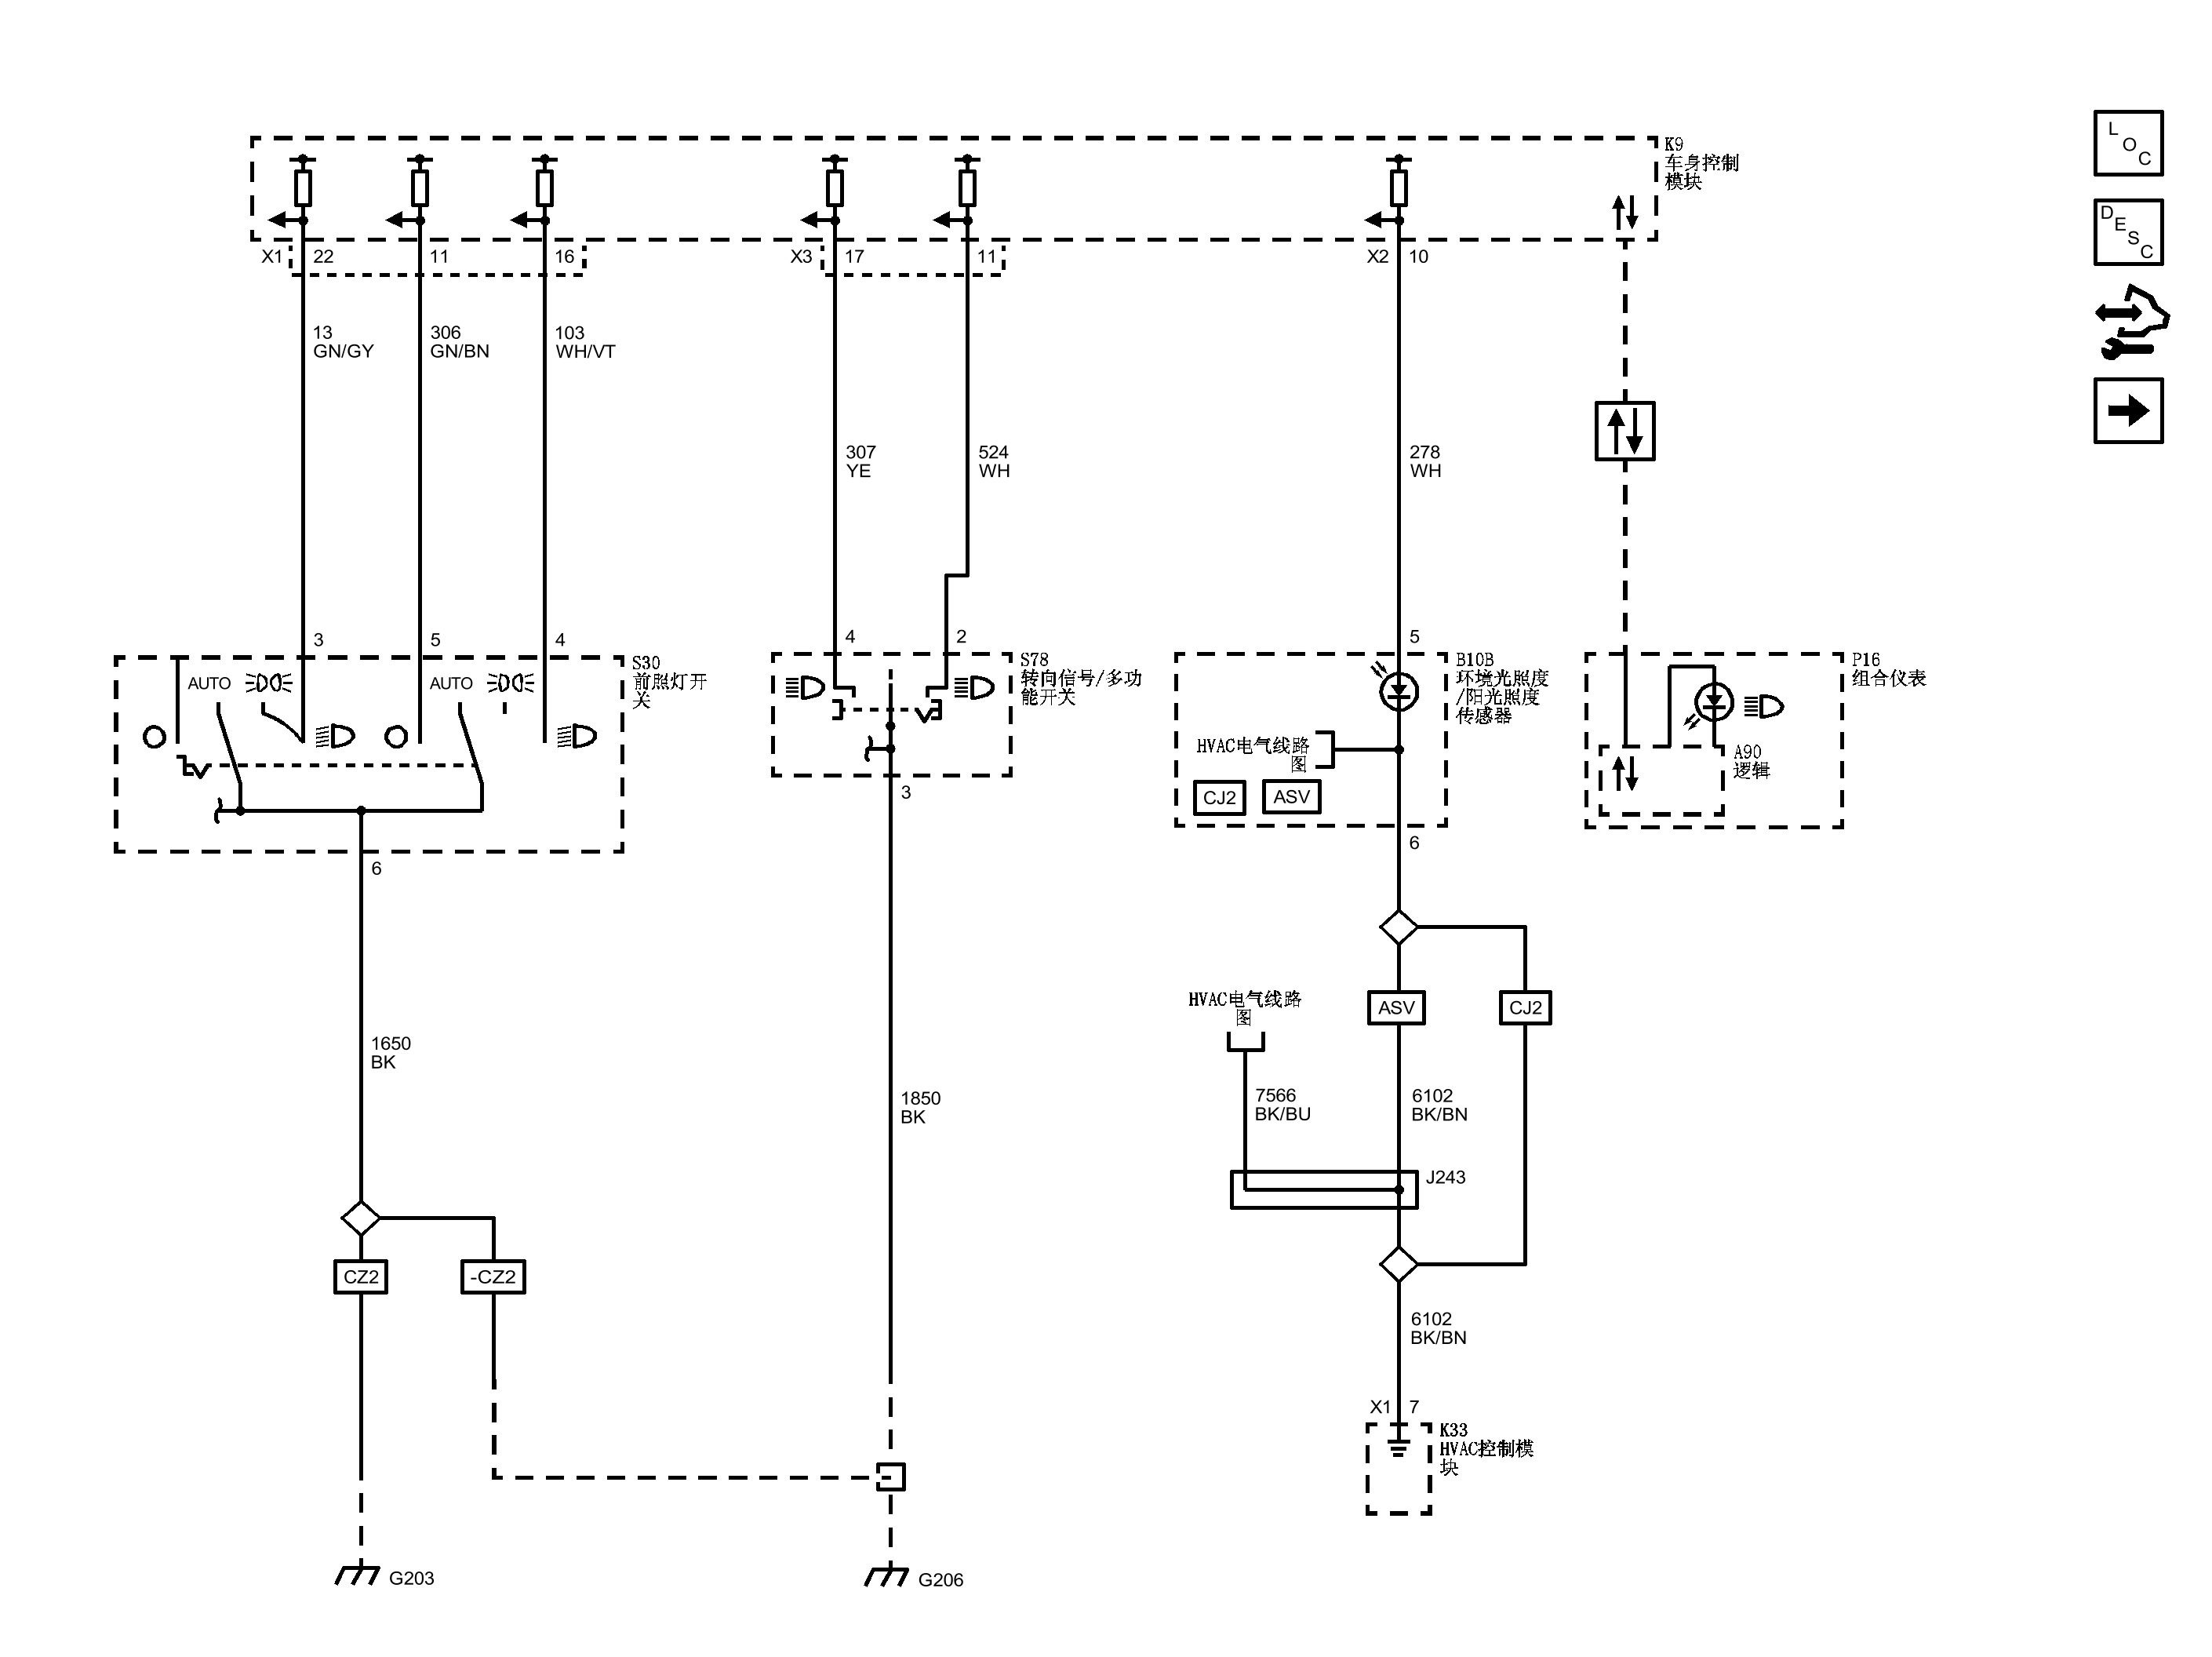 K9
车身控制
模块
L
O
C
D
E
S
C
X1 22 11 16 X3 17 11 X2 10
13
GN/GY
306
GN/BN
103
WH/VT
307
YE
524
WH
278
WH
3 5 4 4 2 5
AUTO AUTO
S30
前照灯开
关
S78
转向信号/多功
能开关
B10B
环境光照度
/阳光照度
传感器
P16
组合仪表
HVAC电气线路
图
CJ2 ASV
A90
逻辑
6 3 6
HVAC电气线路
图
ASV CJ2
1650
BK
1850
BK
7566
BK/BU
6102
BK/BN
J243
CZ2 -CZ2
6102
BK/BN
X1 7
K33
HVAC控制模
块
G203 G206